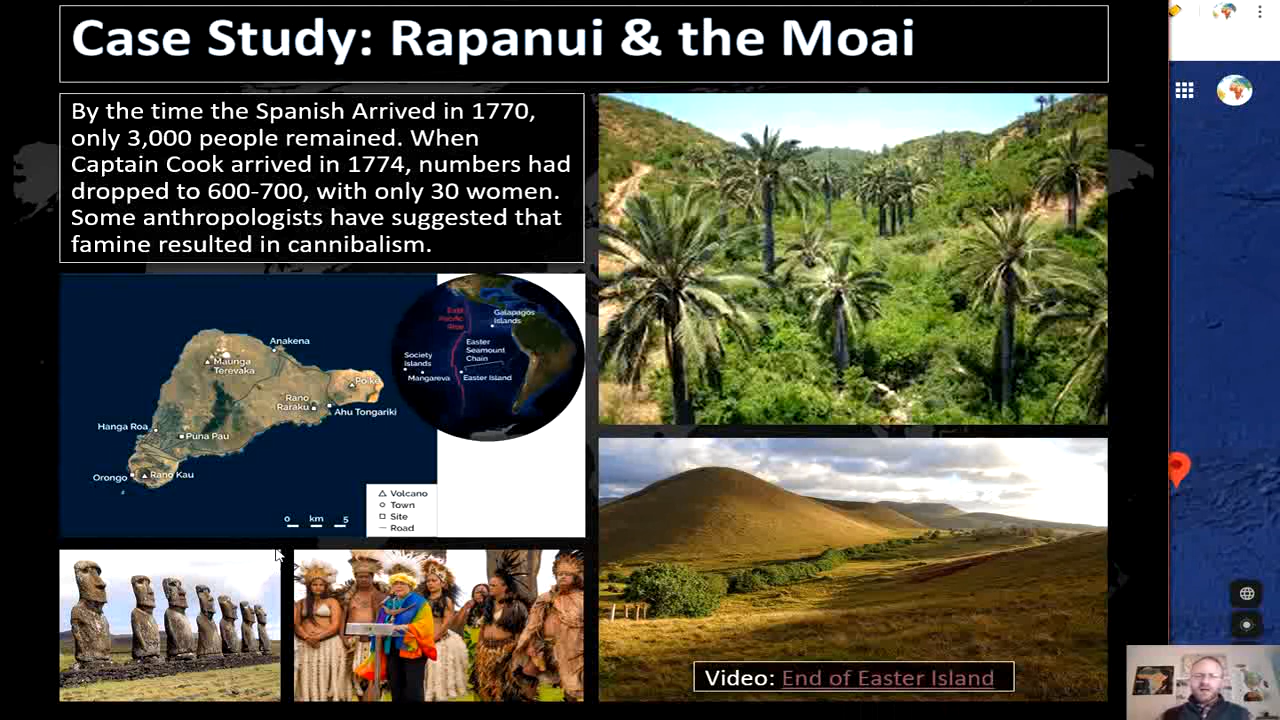 Case Study: Rapanui & the Moai
By the time the Spanish Arrived in 1770,
only 3,000 people remained. When
Captain Cook arrived in 1774, numbers had
dropped to 600-700, with only 30 women.
Some anthropologists have suggested that
famine resulted in cannibalism.
Anakena
Maunga
Terevaka
Poike
Rano
Raraku
Ahu Tongariki
Hanga Roa
Puna Pau
Orongo
Rano Kau
0 km 5
Volcano
Town
Site
Road
East
Pacific
Rise
Galapagos
Islands
Easter
Seamount
Chain
Society
Islands
Mangareva
Easter Island
Video: End of Easter Island